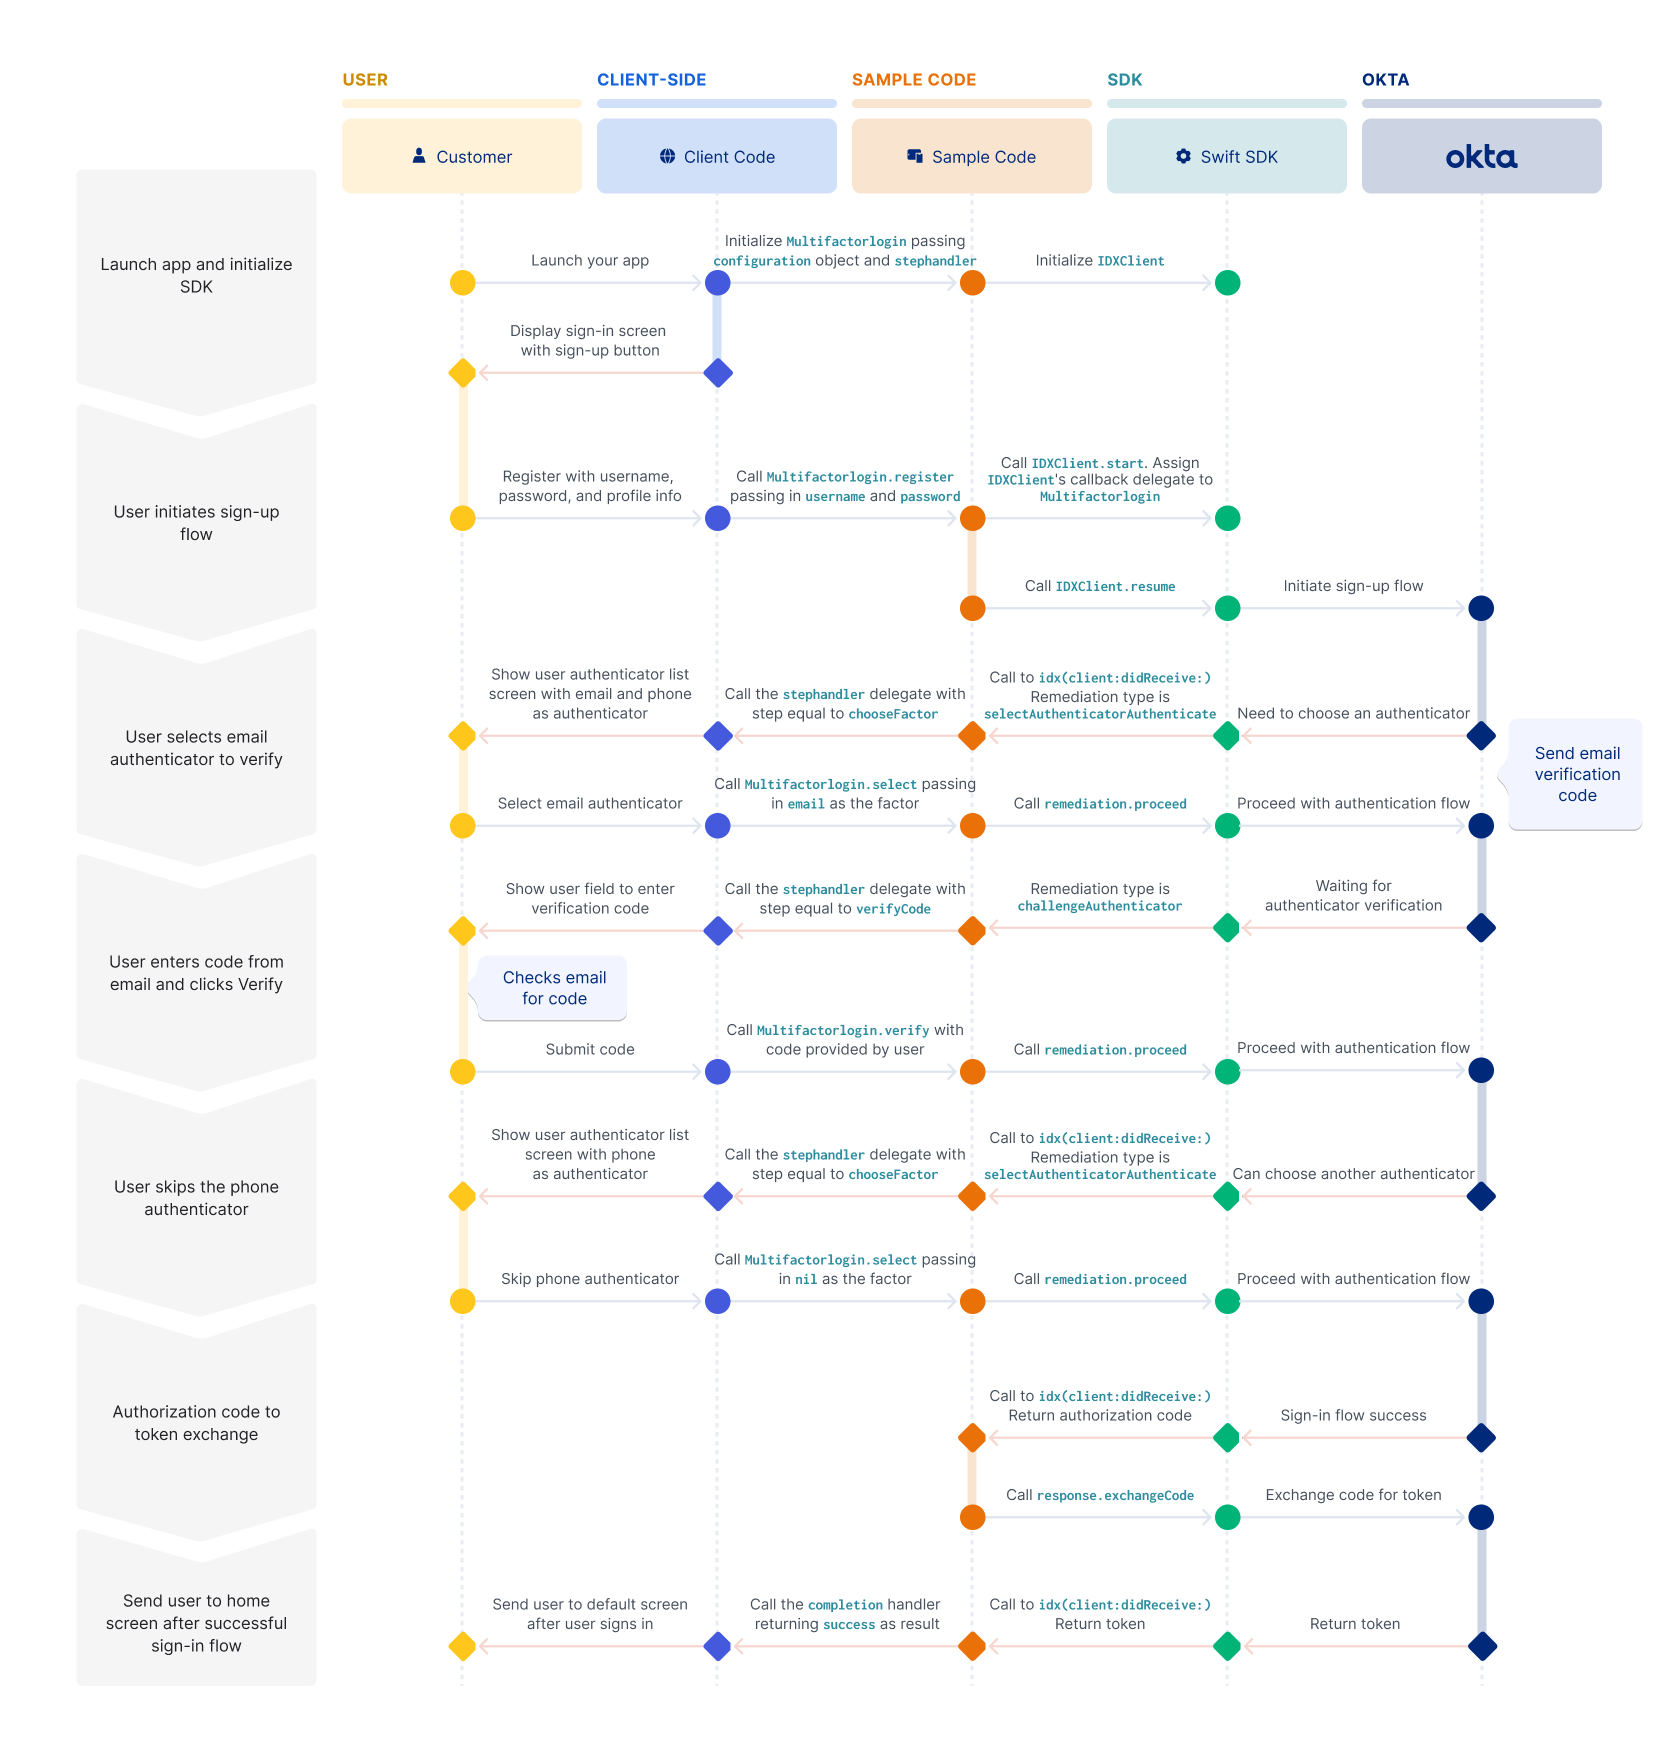 USER
CLIENT-SIDE
SAMPLE CODE
SDK
OKTA
Customer
Client Code
Sample Code
Swift SDK
okta
Launch app and initialize
SDK
Launch your app
Initialize Multifactorlogin passing
configuration object and stephandler
Initialize IDXClient
Display sign-in screen
with sign-up button
User initiates sign-up
flow
Register with username,
password, and profile info
Call Multifactorlogin.register
passing in username and password
Call IDXClient.start. Assign
IDXClient's callback delegate to
Multifactorlogin
Call IDXClient.resume
Initiate sign-up flow
User selects email
authenticator to verify
Show user authenticator list
screen with email and phone
as authenticator
Call the stephandler delegate with
step equal to chooseFactor
Call to idx(client:didReceive:)
Remediation type is
selectAuthenticatorAuthenticate
Need to choose an authenticator
Send email
verification
code
Select email authenticator
Call Multifactorlogin.select passing
in email as the factor
Call remediation.proceed
Proceed with authentication flow
User enters code from
email and clicks Verify
Show user field to enter
verification code
Call the stephandler delegate with
step equal to verifyCode
Remediation type is
challengeAuthenticator
Waiting for
authenticator verification
Checks email
for code
Submit code
Call Multifactorlogin.verify with
code provided by user
Call remediation.proceed
Proceed with authentication flow
User skips the phone
authenticator
Show user authenticator list
screen with phone
as authenticator
Call the stephandler delegate with
step equal to chooseFactor
Call to idx(client:didReceive:)
Remediation type is
selectAuthenticatorAuthenticate
Can choose another authenticator
Skip phone authenticator
Call Multifactorlogin.select passing
in nil as the factor
Call remediation.proceed
Proceed with authentication flow
Authorization code to
token exchange
Call to idx(client:didReceive:)
Return authorization code
Sign-in flow success
Call response.exchangeCode
Exchange code for token
Send user to home
screen after successful
sign-in flow
Send user to default screen
after user signs in
Call the completion handler
returning success as result
Call to idx(client:didReceive:)
Return token
Return token